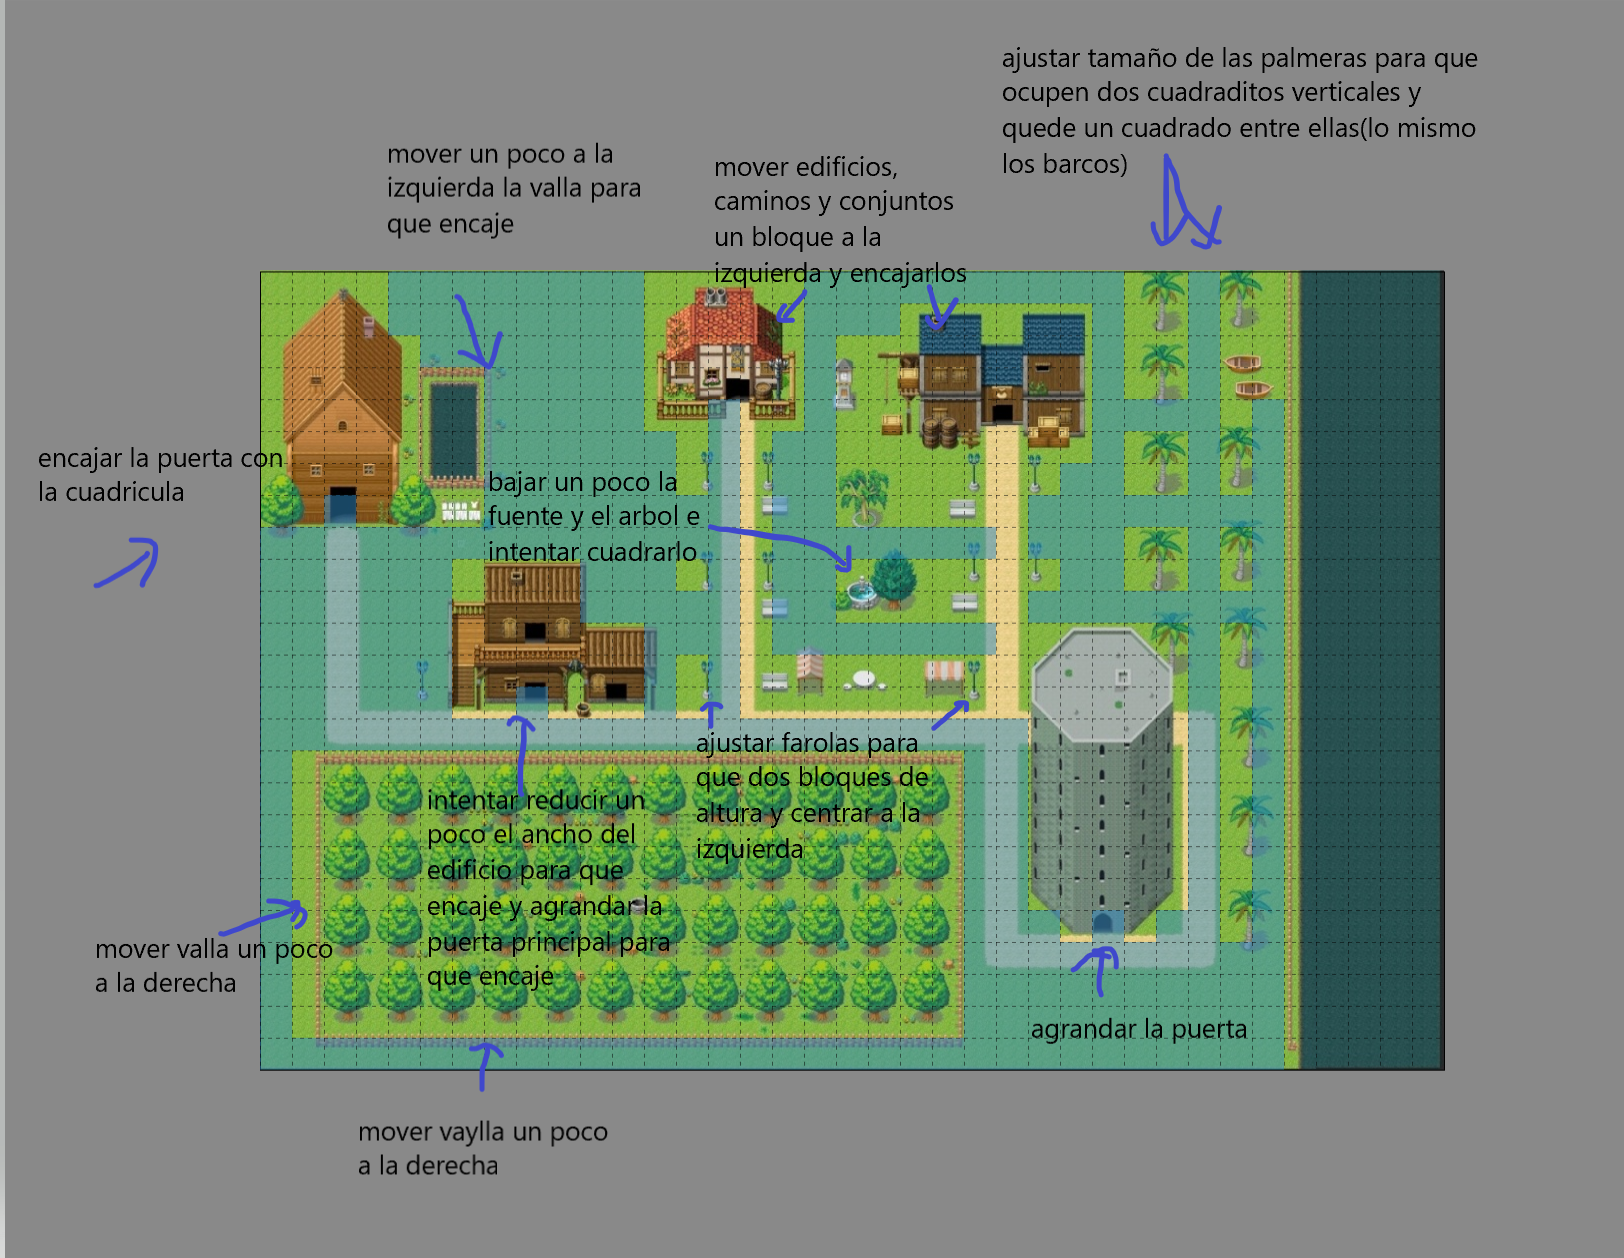 ajustar tamaño de las palmeras para que
ocupen dos cuadraditos verticales y
quede un cuadrado entre ellas(lo mismo
los barcos)
mover un poco a la
izquierda la valla para
que encaje
mover edificios,
caminos y conjuntos
un bloque a la
izquierda y encajarlos
encajar la puerta con
la cuadricula
bajar un poco la
fuente y el arbol e
intentar cuadrarlo
ajustar farolas para
que dos bloques de
altura y centrar a la
izquierda
intentar reducir un
poco el ancho del
edificio para que
encaje y agrandar la
puerta principal para
que encaje
mover valla un poco
a la derecha
agrandar la puerta
mover vaylla un poco
a la derecha